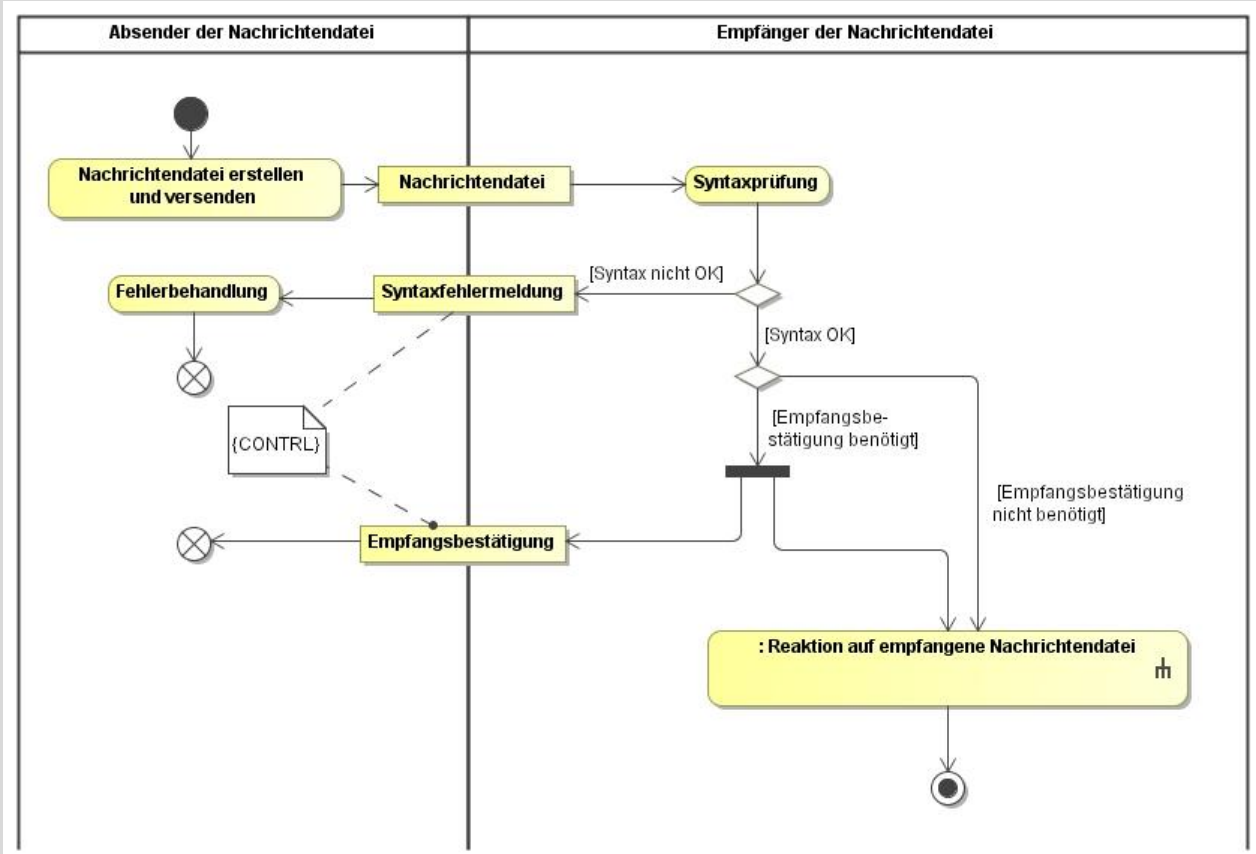 Absender der Nachrichtendatei
Empfänger der Nachrichtendatei
Nachrichtendatei erstellen
und versenden
Nachrichtendatei
Syntaxprüfung
[Syntax nicht OK]
Fehlerbehandlung
Syntaxfehlermeldung
[Syntax OK]
{CONTRL}
[Empfangsbe-
stätigung benötigt]
[Empfangsbestätigung
nicht benötigt]
Empfangsbestätigung
: Reaktion auf empfangene Nachrichtendatei